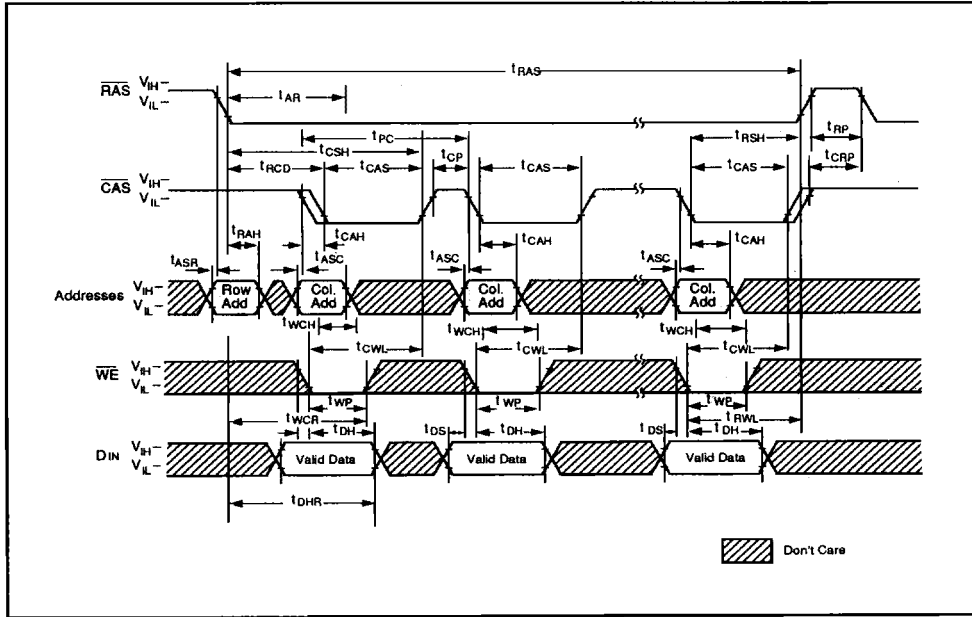 tRAS
RAS VIH
VIL
tAR
tRP
tPC
tRSH
tCSH
tCP
tRCD tCAS tCAS tCAS tCRP
CAS VIH
VIL
tRAH tCAH tCAH tCAH
tASR tASC tASC tASC
Addresses VIH
VIL
Row Add
Col. Add
Col. Add
Col. Add
tWCH tWCH tWCH
tCWL tCWL tCWL
WE VIH
VIL
tWP tWP tWP
tWCR tRWL
tDH tDS tDH tDS tDH
DIN VIH
VIL
Valid Data Valid Data Valid Data
tDHR
Don't Care